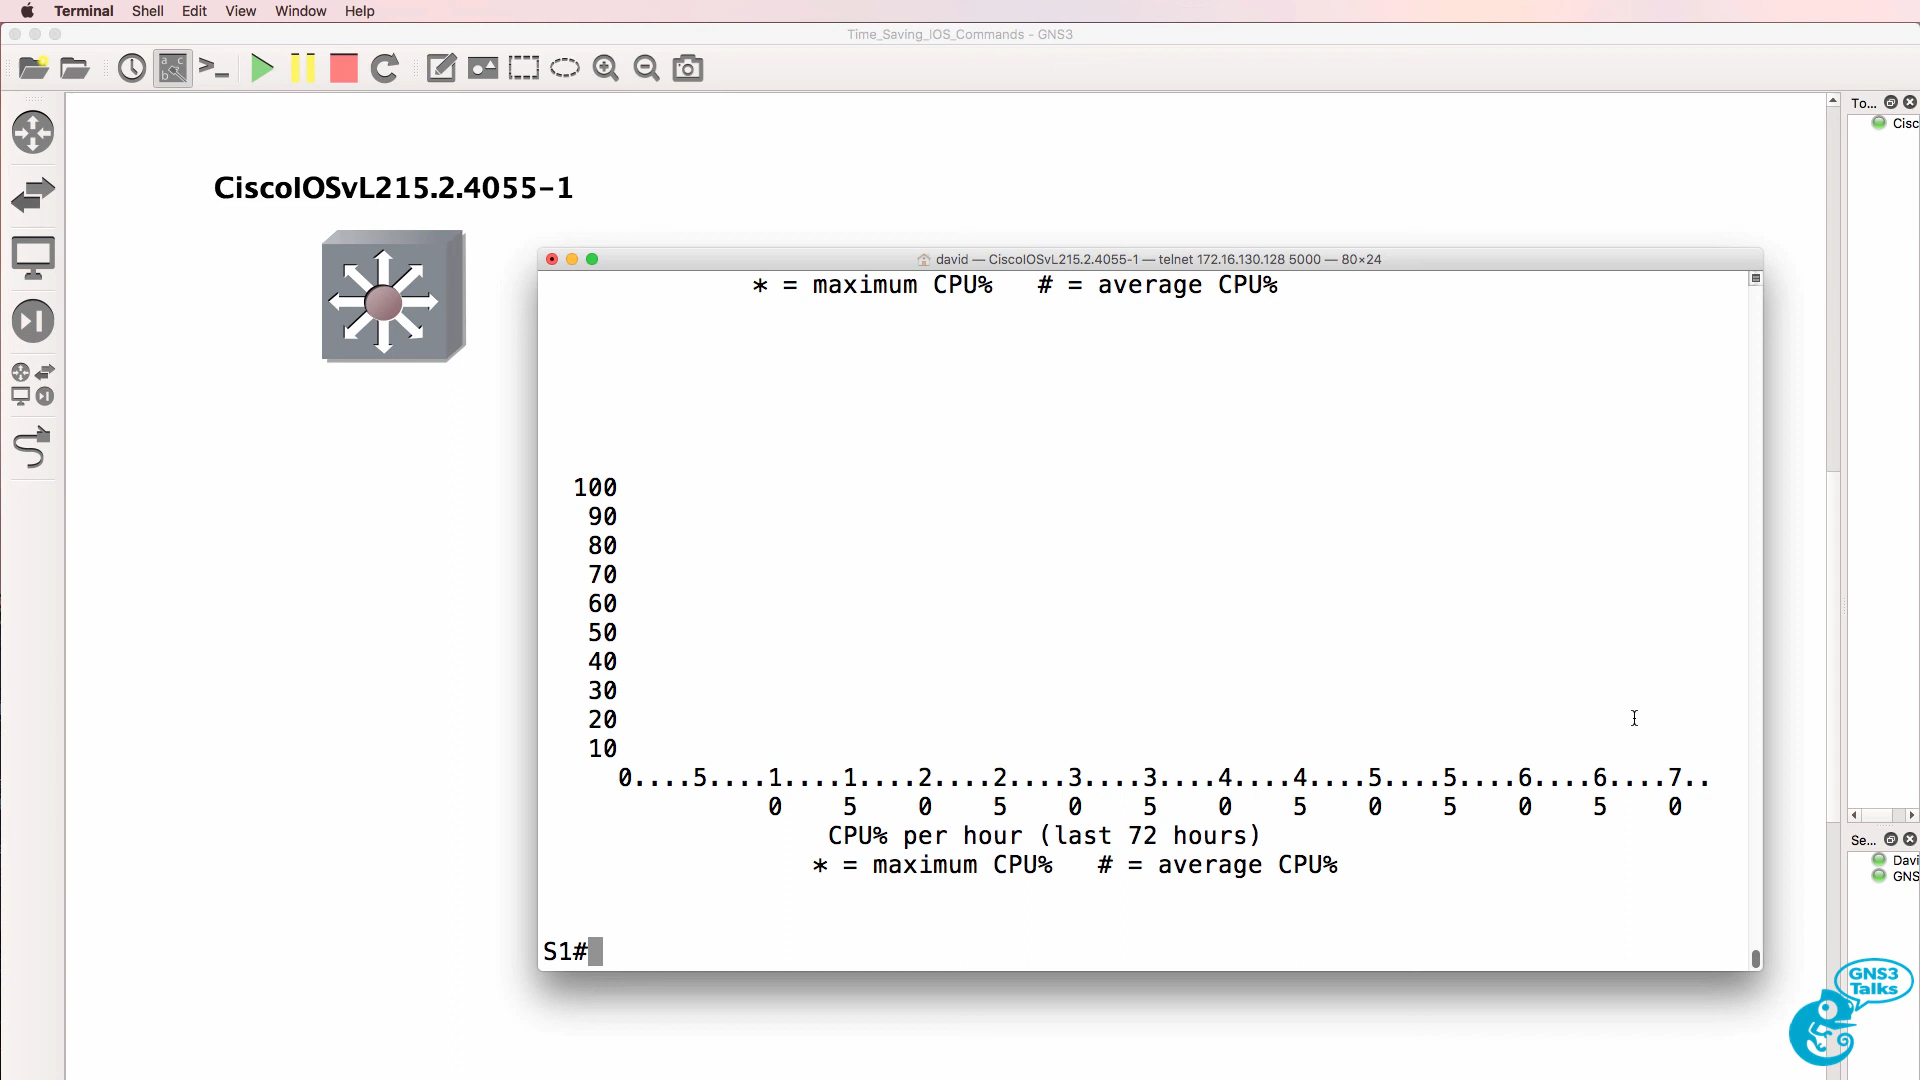 Terminal Shell Edit View Window Help
Time_Saving_IOS_Commands - GNS3
To...
Cisc
CiscoIOSvL215.2.4055-1
david — CiscoIOSvL215.2.4055-1 — telnet 172.16.130.128 5000 — 80×24
* = maximum CPU% # = average CPU%
100
90
80
70
60
50
40
30
20
10
0....5....1....1....2....2....3....3....4....4....5....5....6....6....7..
0 5 0 5 0 5 0 5 0 5 0 5 0
CPU% per hour (last 72 hours)
* = maximum CPU% # = average CPU%
S1#
Se...
Davi
GNS
GNS3
Talks